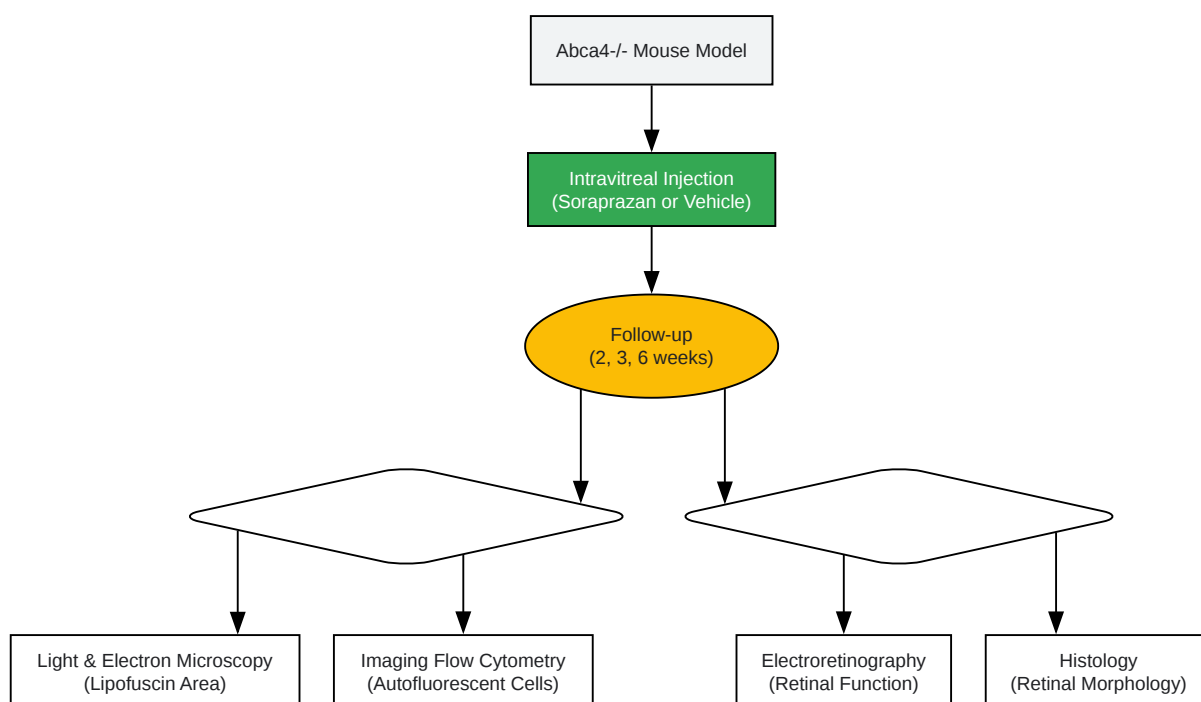 Abca4-/- Mouse Model
Intravitreal Injection
(Soraprazan or Vehicle)
Follow-up
(2, 3, 6 weeks)
Light & Electron Microscopy
(Lipofuscin Area)
Imaging Flow Cytometry
(Autofluorescent Cells)
Electroretinography
(Retinal Function)
Histology
(Retinal Morphology)